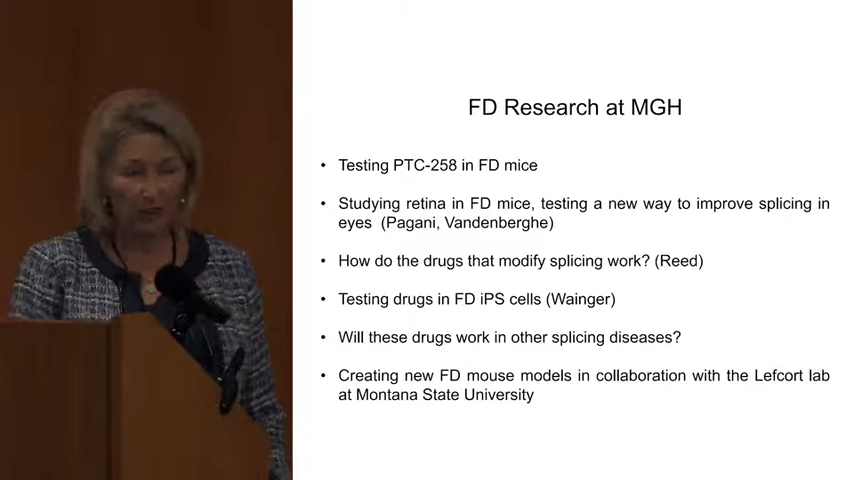 FD Research at MGH
• Testing PTC-258 in FD mice
• Studying retina in FD mice, testing a new way to improve splicing in
eyes (Pagani, Vandenberghe)
• How do the drugs that modify splicing work? (Reed)
• Testing drugs in FD iPS cells (Wainger)
• Will these drugs work in other splicing diseases?
• Creating new FD mouse models in collaboration with the Lefcort lab
at Montana State University